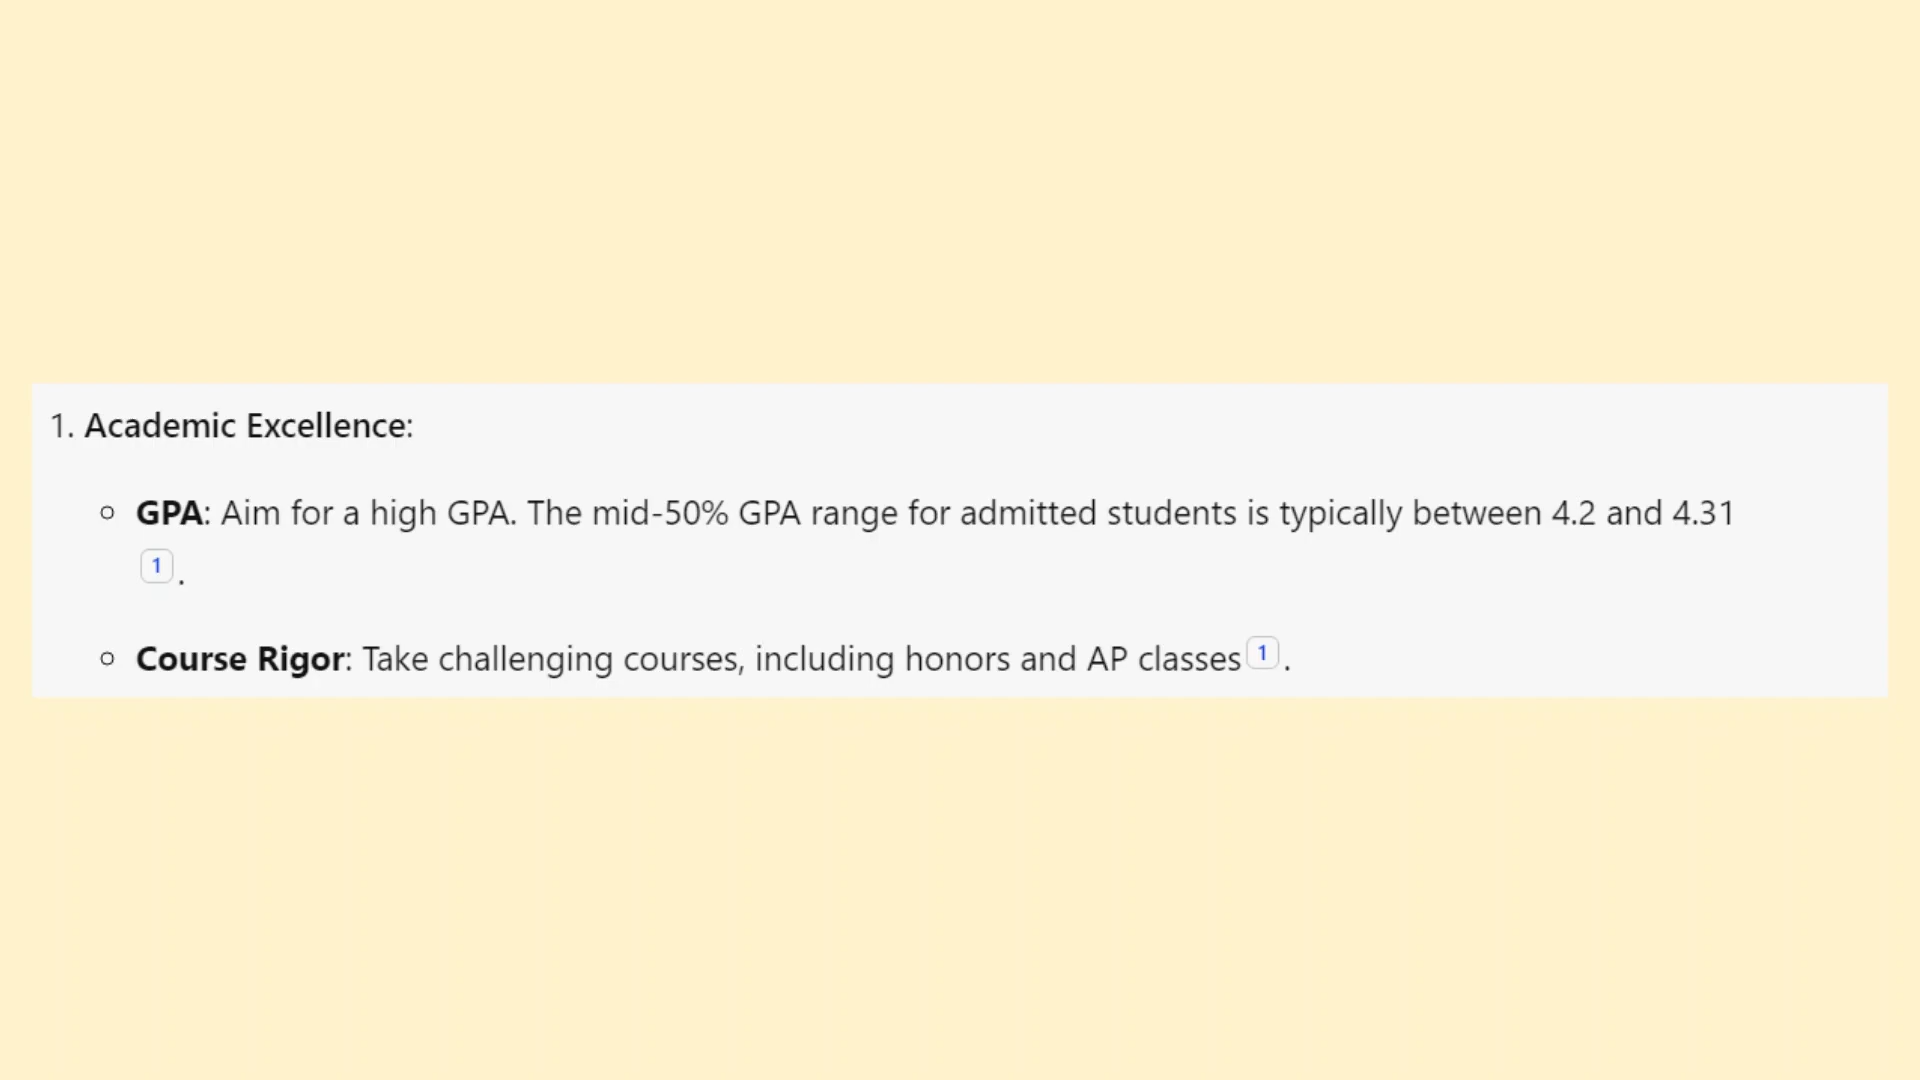 1. Academic Excellence:
○ GPA: Aim for a high GPA. The mid-50% GPA range for admitted students is typically between 4.2 and 4.31
1 .
○ Course Rigor: Take challenging courses, including honors and AP classes 1 .